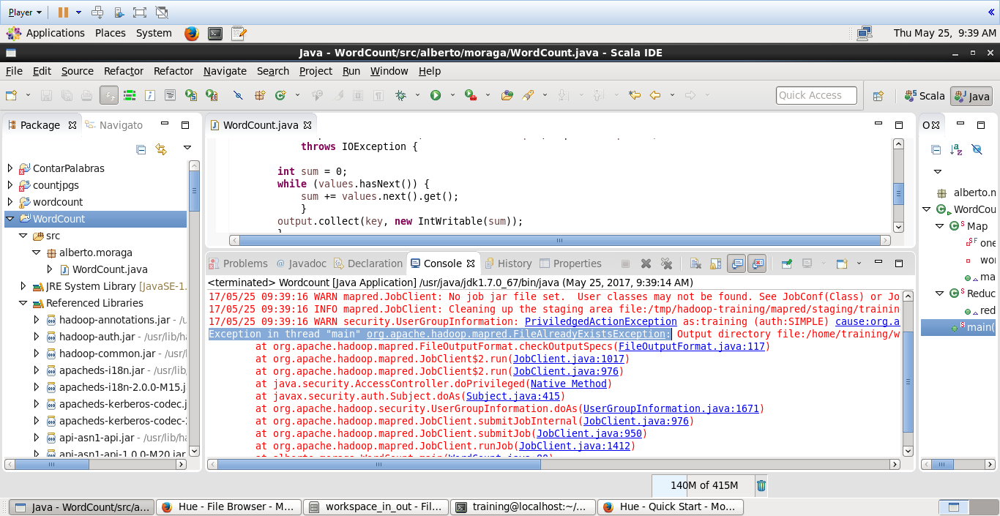 Player
Applications Places System Thu May 25, 9:39 AM
Java - WordCount/src/alberto/moraga/WordCount.java - Scala IDE
File Edit Source Refactor Refactor Navigate Search Project Run Window Help
Quick Access Scala Java
Package Navigato
ContarPalabras
countjpgs
wordcount
WordCount
src
alberto.moraga
WordCount.java
JRE System Library [JavaSE-1.
Referenced Libraries
hadoop-annotations.jar - /u
hadoop-auth.jar - /usr/lib/ha
hadoop-common.jar - /usr
apacheds-i18n.jar - /usr/lib,
apacheds-i18n-2.0.0-M15.j
apacheds-kerberos-codec.j
apacheds-kerberos-codec-
api-asn1-api.jar - /usr/lib/ha
api-asn1-api-1.0.0-M20.jar
WordCount.java
throws IOException {
int sum = 0;
while (values.hasNext()) {
sum += values.next().get();
}
output.collect(key, new IntWritable(sum));
}
Problems @ Javadoc Declaration Console History Properties
<terminated> Wordcount [Java Application] /usr/java/jdk1.7.0_67/bin/java (May 25, 2017, 9:39:14 AM)
17/05/25 09:39:16 WARN mapred.JobClient: No job jar file set.  User classes may not be found. See JobConf(Class) or Jo
17/05/25 09:39:16 INFO mapred.JobClient: Cleaning up the staging area file:/tmp/hadoop-training/mapred/staging/trainin
17/05/25 09:39:16 WARN security.UserGroupInformation: PriviledgedActionException as:training (auth:SIMPLE) cause:org.a
Exception in thread "main" org.apache.hadoop.mapred.FileAlreadyExistsException: Output directory file:/home/training/w
at org.apache.hadoop.mapred.FileOutputFormat.checkOutputSpecs(FileOutputFormat.java:117)
at org.apache.hadoop.mapred.JobClient$2.run(JobClient.java:1017)
at org.apache.hadoop.mapred.JobClient$2.run(JobClient.java:976)
at java.security.AccessController.doPrivileged(Native Method)
at javax.security.auth.Subject.doAs(Subject.java:415)
at org.apache.hadoop.security.UserGroupInformation.doAs(UserGroupInformation.java:1671)
at org.apache.hadoop.mapred.JobClient.submitJobInternal(JobClient.java:976)
at org.apache.hadoop.mapred.JobClient.submitJob(JobClient.java:950)
at org.apache.hadoop.mapred.JobClient.runJob(JobClient.java:1412)
at alberto.moraga.WordCount.main(WordCount.java:80)
O
alberto.n
WordCou
Map
one
wor
ma
Reduc
red
main(
140M of 415M
Java - WordCount/src/a... Hue - File Browser - M... workspace_in_out - Fil... training@localhost:~/... Hue - Quick Start - Mo...